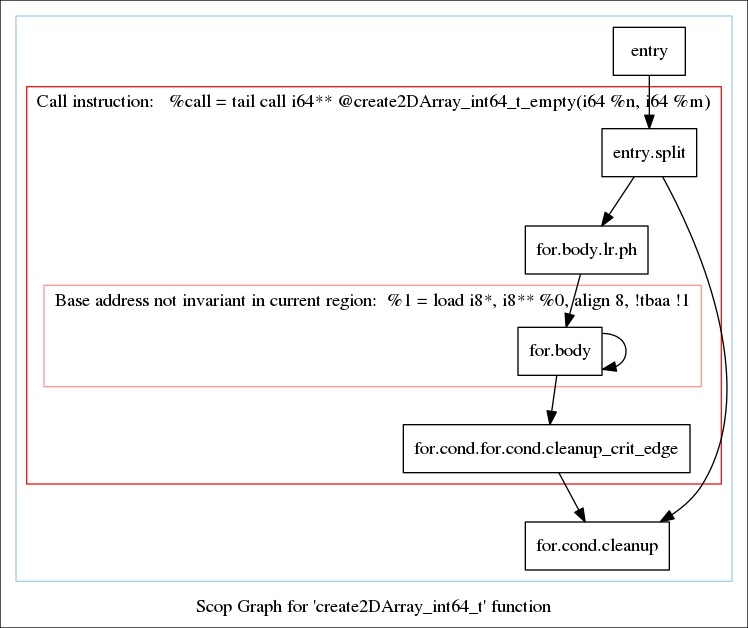 entry
Call instruction: %call = tail call i64** @create2DArray_int64_t_empty(i64 %n, i64 %m)
entry.split
for.body.lr.ph
Base address not invariant in current region: %1 = load i8*, i8** %0, align 8, !tbaa !1
for.body
for.cond.for.cond.cleanup_crit_edge
for.cond.cleanup
Scop Graph for 'create2DArray_int64_t' function